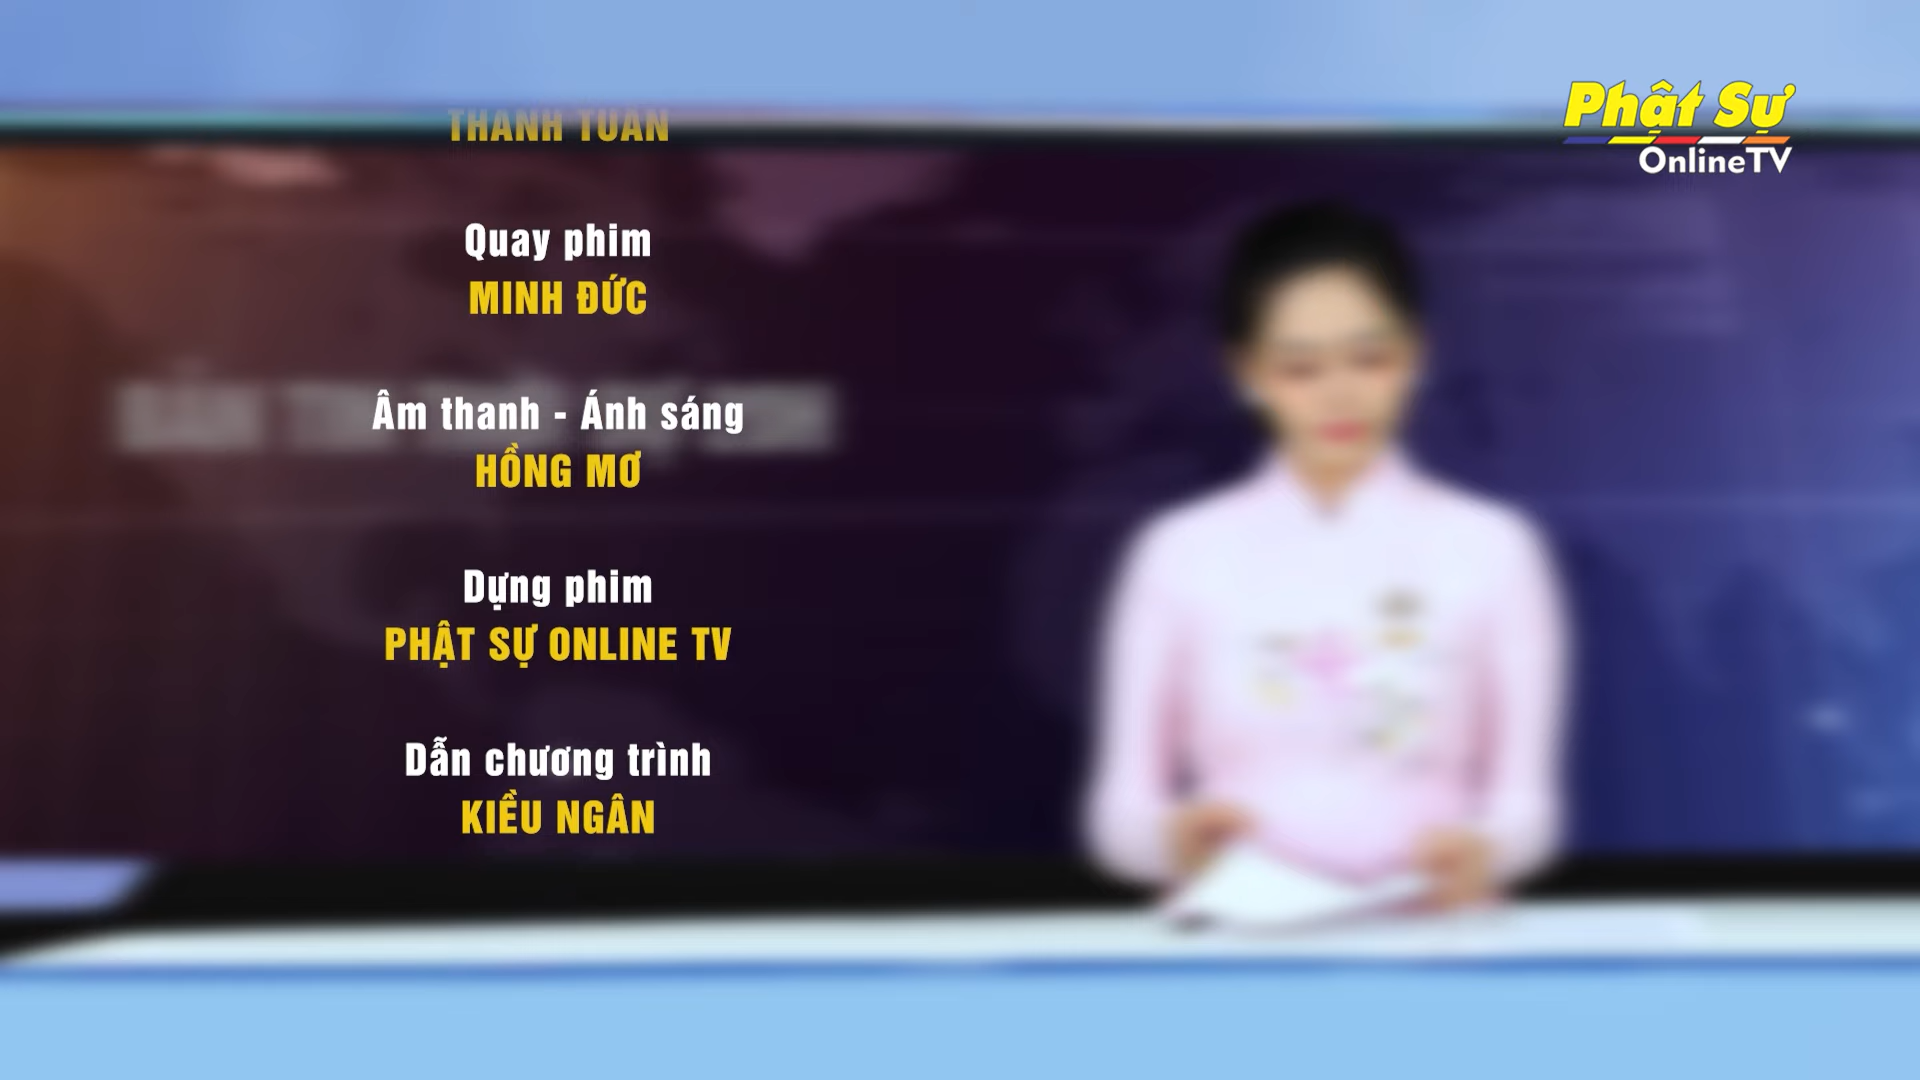 THANH TUẤN
Quay phim
MINH ĐỨC
Âm thanh - Ánh sáng
HỒNG MƠ
Dựng phim
PHẬT SỰ ONLINE TV
Dẫn chương trình
KIỀU NGÂN
Phật Sự
OnlineTV